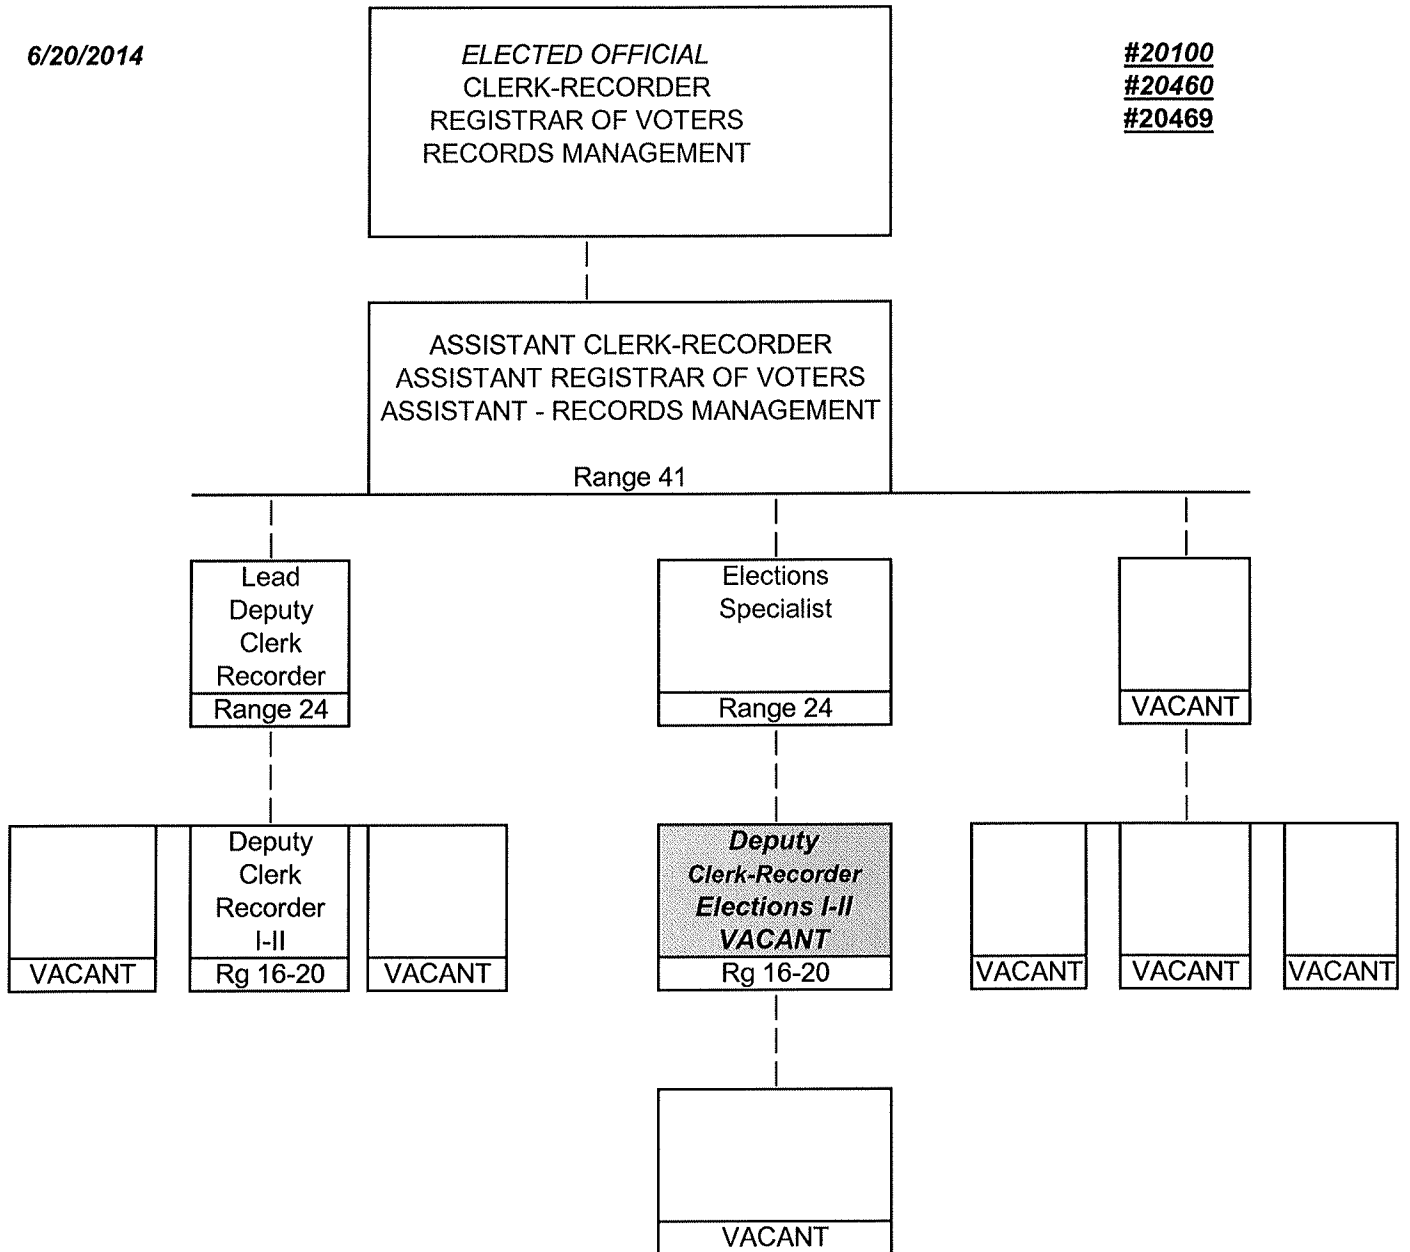 6/20/2014
ELECTED OFFICIAL
CLERK-RECORDER
REGISTRAR OF VOTERS
RECORDS MANAGEMENT
#20100
#20460
#20469
ASSISTANT CLERK-RECORDER
ASSISTANT REGISTRAR OF VOTERS
ASSISTANT - RECORDS MANAGEMENT
Range 41
Lead
Deputy
Clerk
Recorder
Range 24
Elections
Specialist
Range 24
VACANT
VACANT
Deputy
Clerk
Recorder
I-II
Rg 16-20
VACANT
Deputy
Clerk-Recorder
Elections I-II
VACANT
Rg 16-20
VACANT
VACANT
VACANT
VACANT